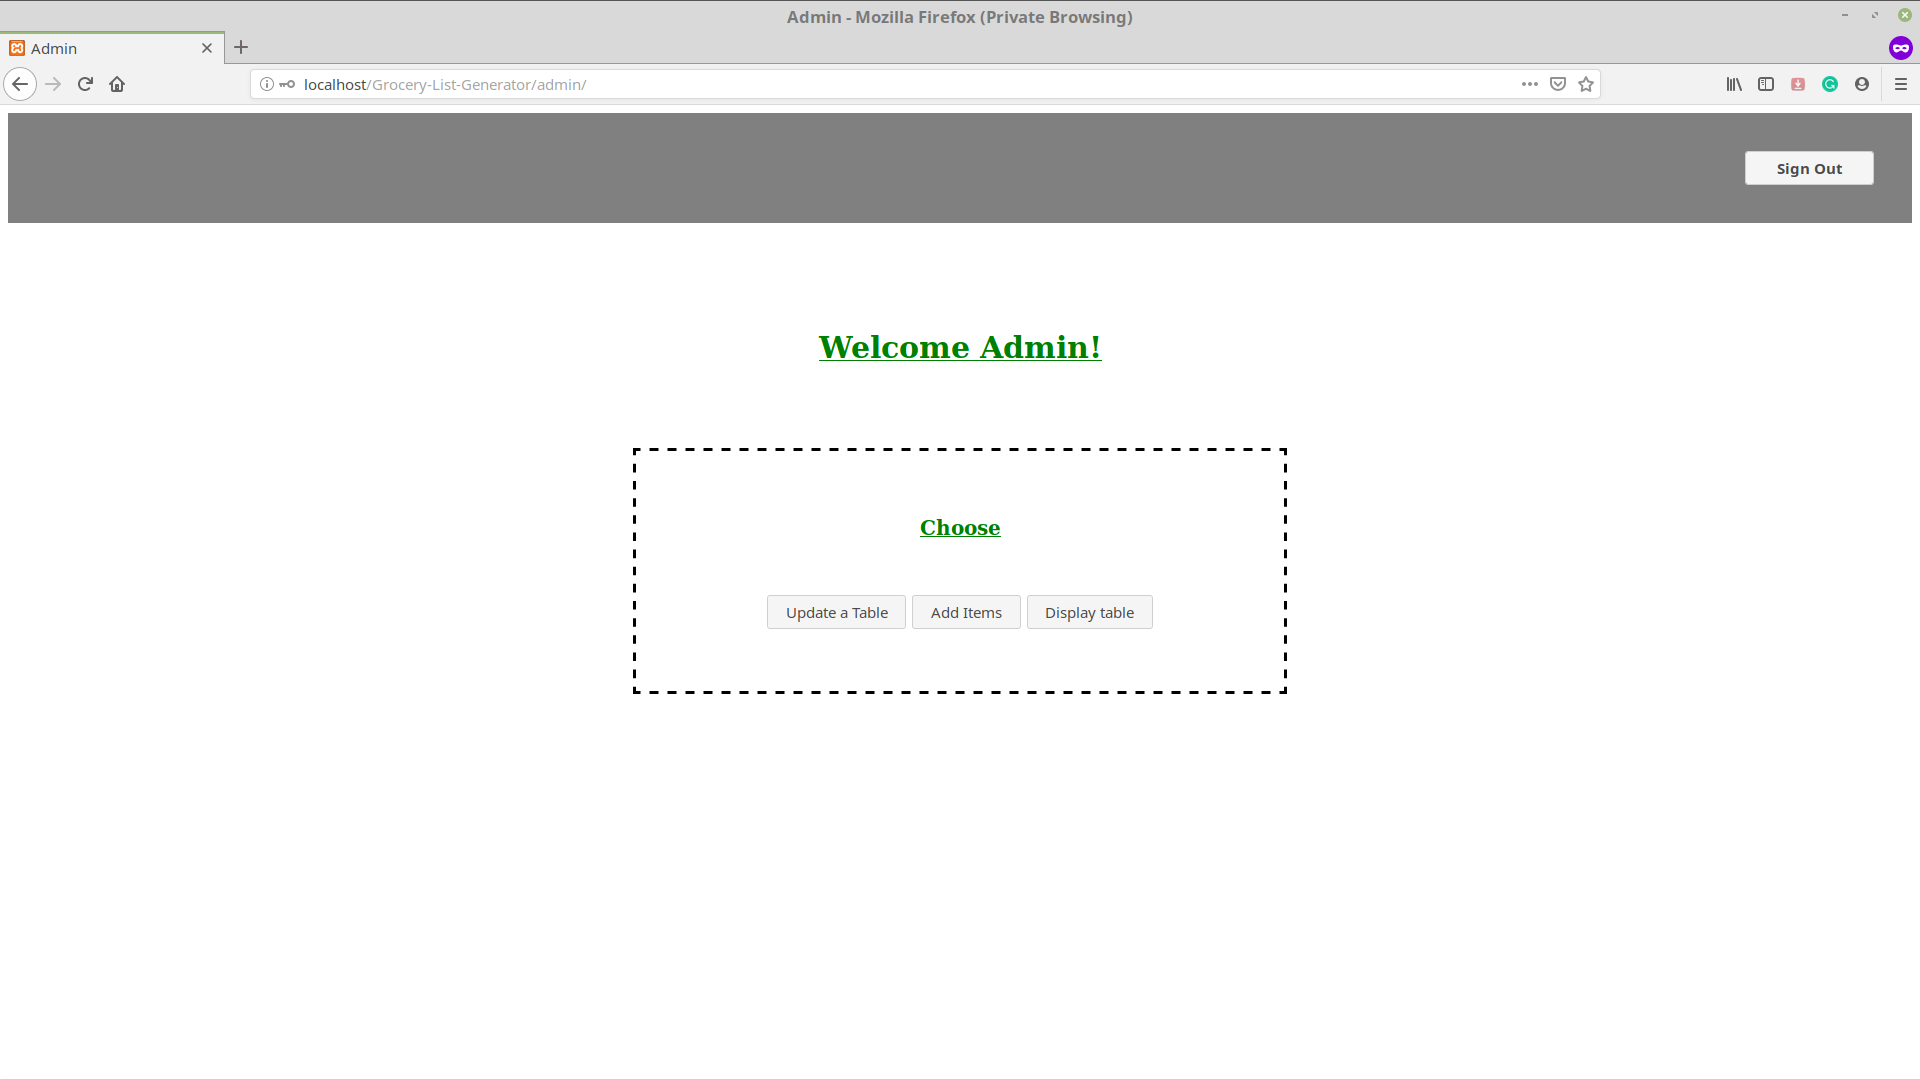 Admin - Mozilla Firefox (Private Browsing)
Admin
localhost/Grocery-List-Generator/admin/
Sign Out
Welcome Admin!
Choose
Update a Table Add Items Display table